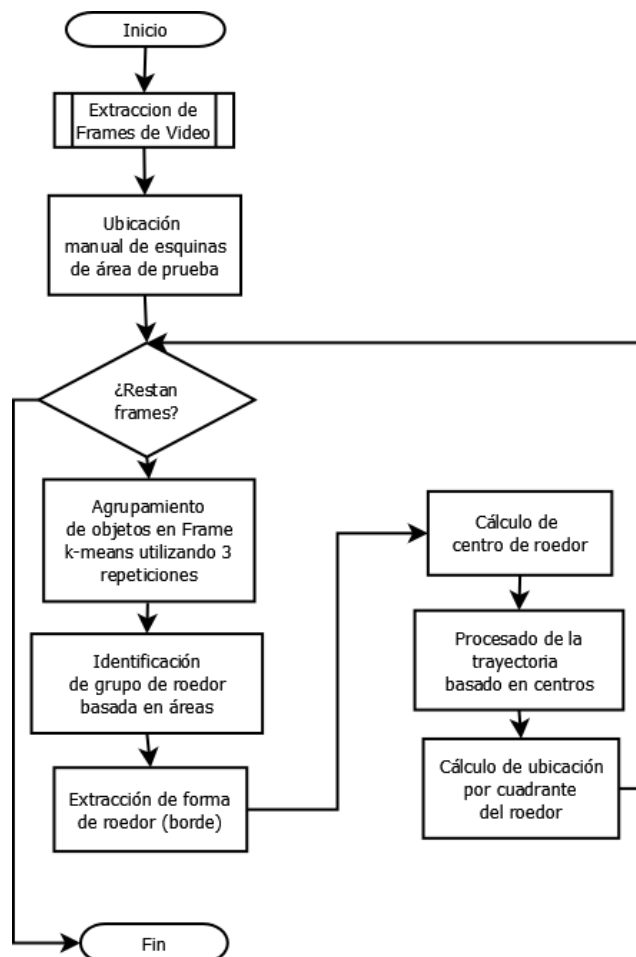 Inicio
Extraccion de
Frames de Video
Ubicación
manual de esquinas
de área de prueba
¿Restan
frames?
Agrupamiento
de objetos en Frame
k-means utilizando 3
repeticiones
Identificación
de grupo de roedor
basada en áreas
Extracción de forma
de roedor (borde)
Cálculo de
centro de roedor
Procesado de la
trayectoria
basado en centros
Cálculo de ubicación
por cuadrante
del roedor
Fin